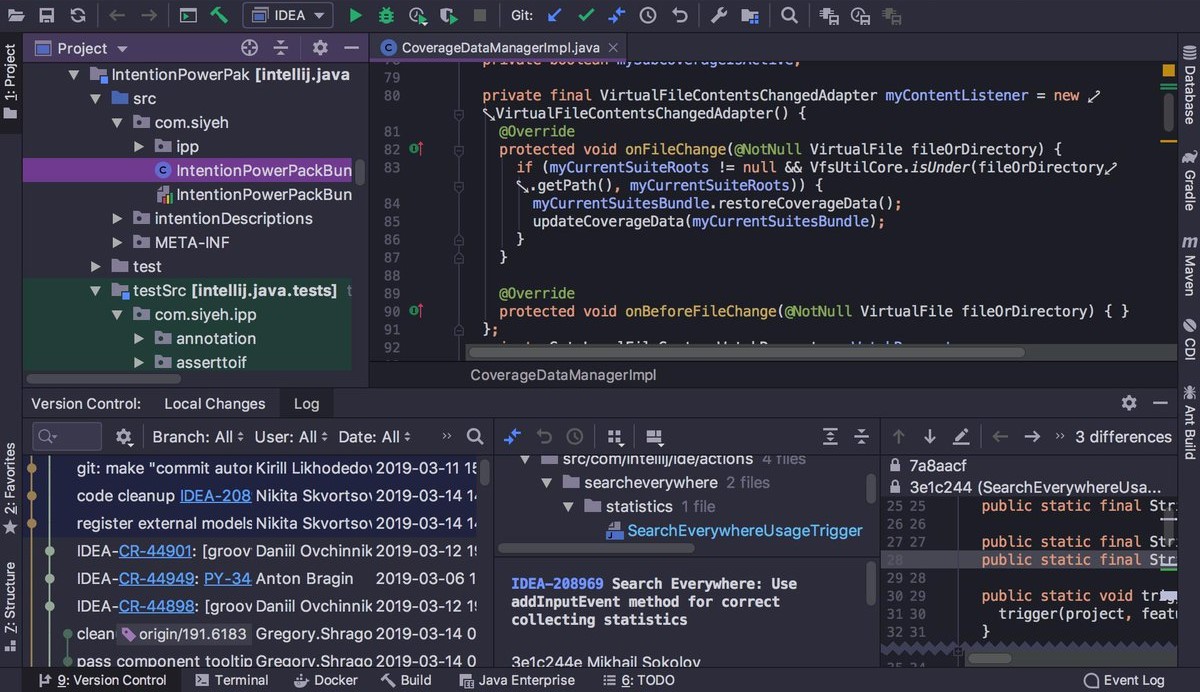 IDEA
Git:
1: Project
Project
IntentionPowerPak [intellij.java
src
com.siyeh
ipp
IntentionPowerPackBun
IntentionPowerPackBun
intentionDescriptions
META-INF
test
testSrc [intellij.java.tests] t
com.siyeh.ipp
annotation
asserttoif
CoverageDataManagerImpl.java
private boolean mySubCoverageIsActive;
79
80 private final VirtualFileContentsChangedAdapter myContentListener = new
VirtualFileContentsChangedAdapter() {
81 @Override
82 protected void onFileChange(@NotNull VirtualFile fileOrDirectory) {
83 if (myCurrentSuiteRoots != null && VfsUtilCore.isUnder(fileOrDirectory
.getPath(), myCurrentSuiteRoots)) {
84 myCurrentSuitesBundle.restoreCoverageData();
85 updateCoverageData(myCurrentSuitesBundle);
86 }
87 }
88
89 @Override
90 protected void onBeforeFileChange(@NotNull VirtualFile fileOrDirectory) { }
91 };
92
CoverageDataManagerImpl
Database
Gradle
Maven
CDI
Ant Build
2: Favorites
Z: Structure
Version Control: Local Changes Log
Branch: All User: All Date: All
git: make "commit autor Kirill Likhodedov 2019-03-11 15
code cleanup IDEA-208 Nikita Skvortsov 2019-03-14 14
register external models Nikita Skvortsov 2019-03-14 14
IDEA-CR-44901: [groov Daniil Ovchinnik 2019-03-12 19
IDEA-CR-44949: PY-34 Anton Bragin 2019-03-06 1
IDEA-CR-44898: [groov Daniil Ovchinnik 2019-03-12 19
clean origin/191.6183 Gregory.Shrago 2019-03-14 0
pass component tooltip Gregory.Shrago 2019-03-14 0
src/com/intellij/ide/actions 4 files
searcheverywhere 2 files
statistics 1 file
SearchEverywhereUsageTrigger
IDEA-208969 Search Everywhere: Use
addInputEvent method for correct
collecting statistics
3e1c244e Mikhail Sokolov
3 differences
7a8aacf
3e1c244 (SearchEverywhereUsa...
25 25 public static final Stri
26 26
27 27 public static final Stri
28 public static final Stri
29 28
30 29 public static void trig
31 30 trigger(project, featu
32 31 }
9: Version Control Terminal Docker Build Java Enterprise 6: TODO Event Log